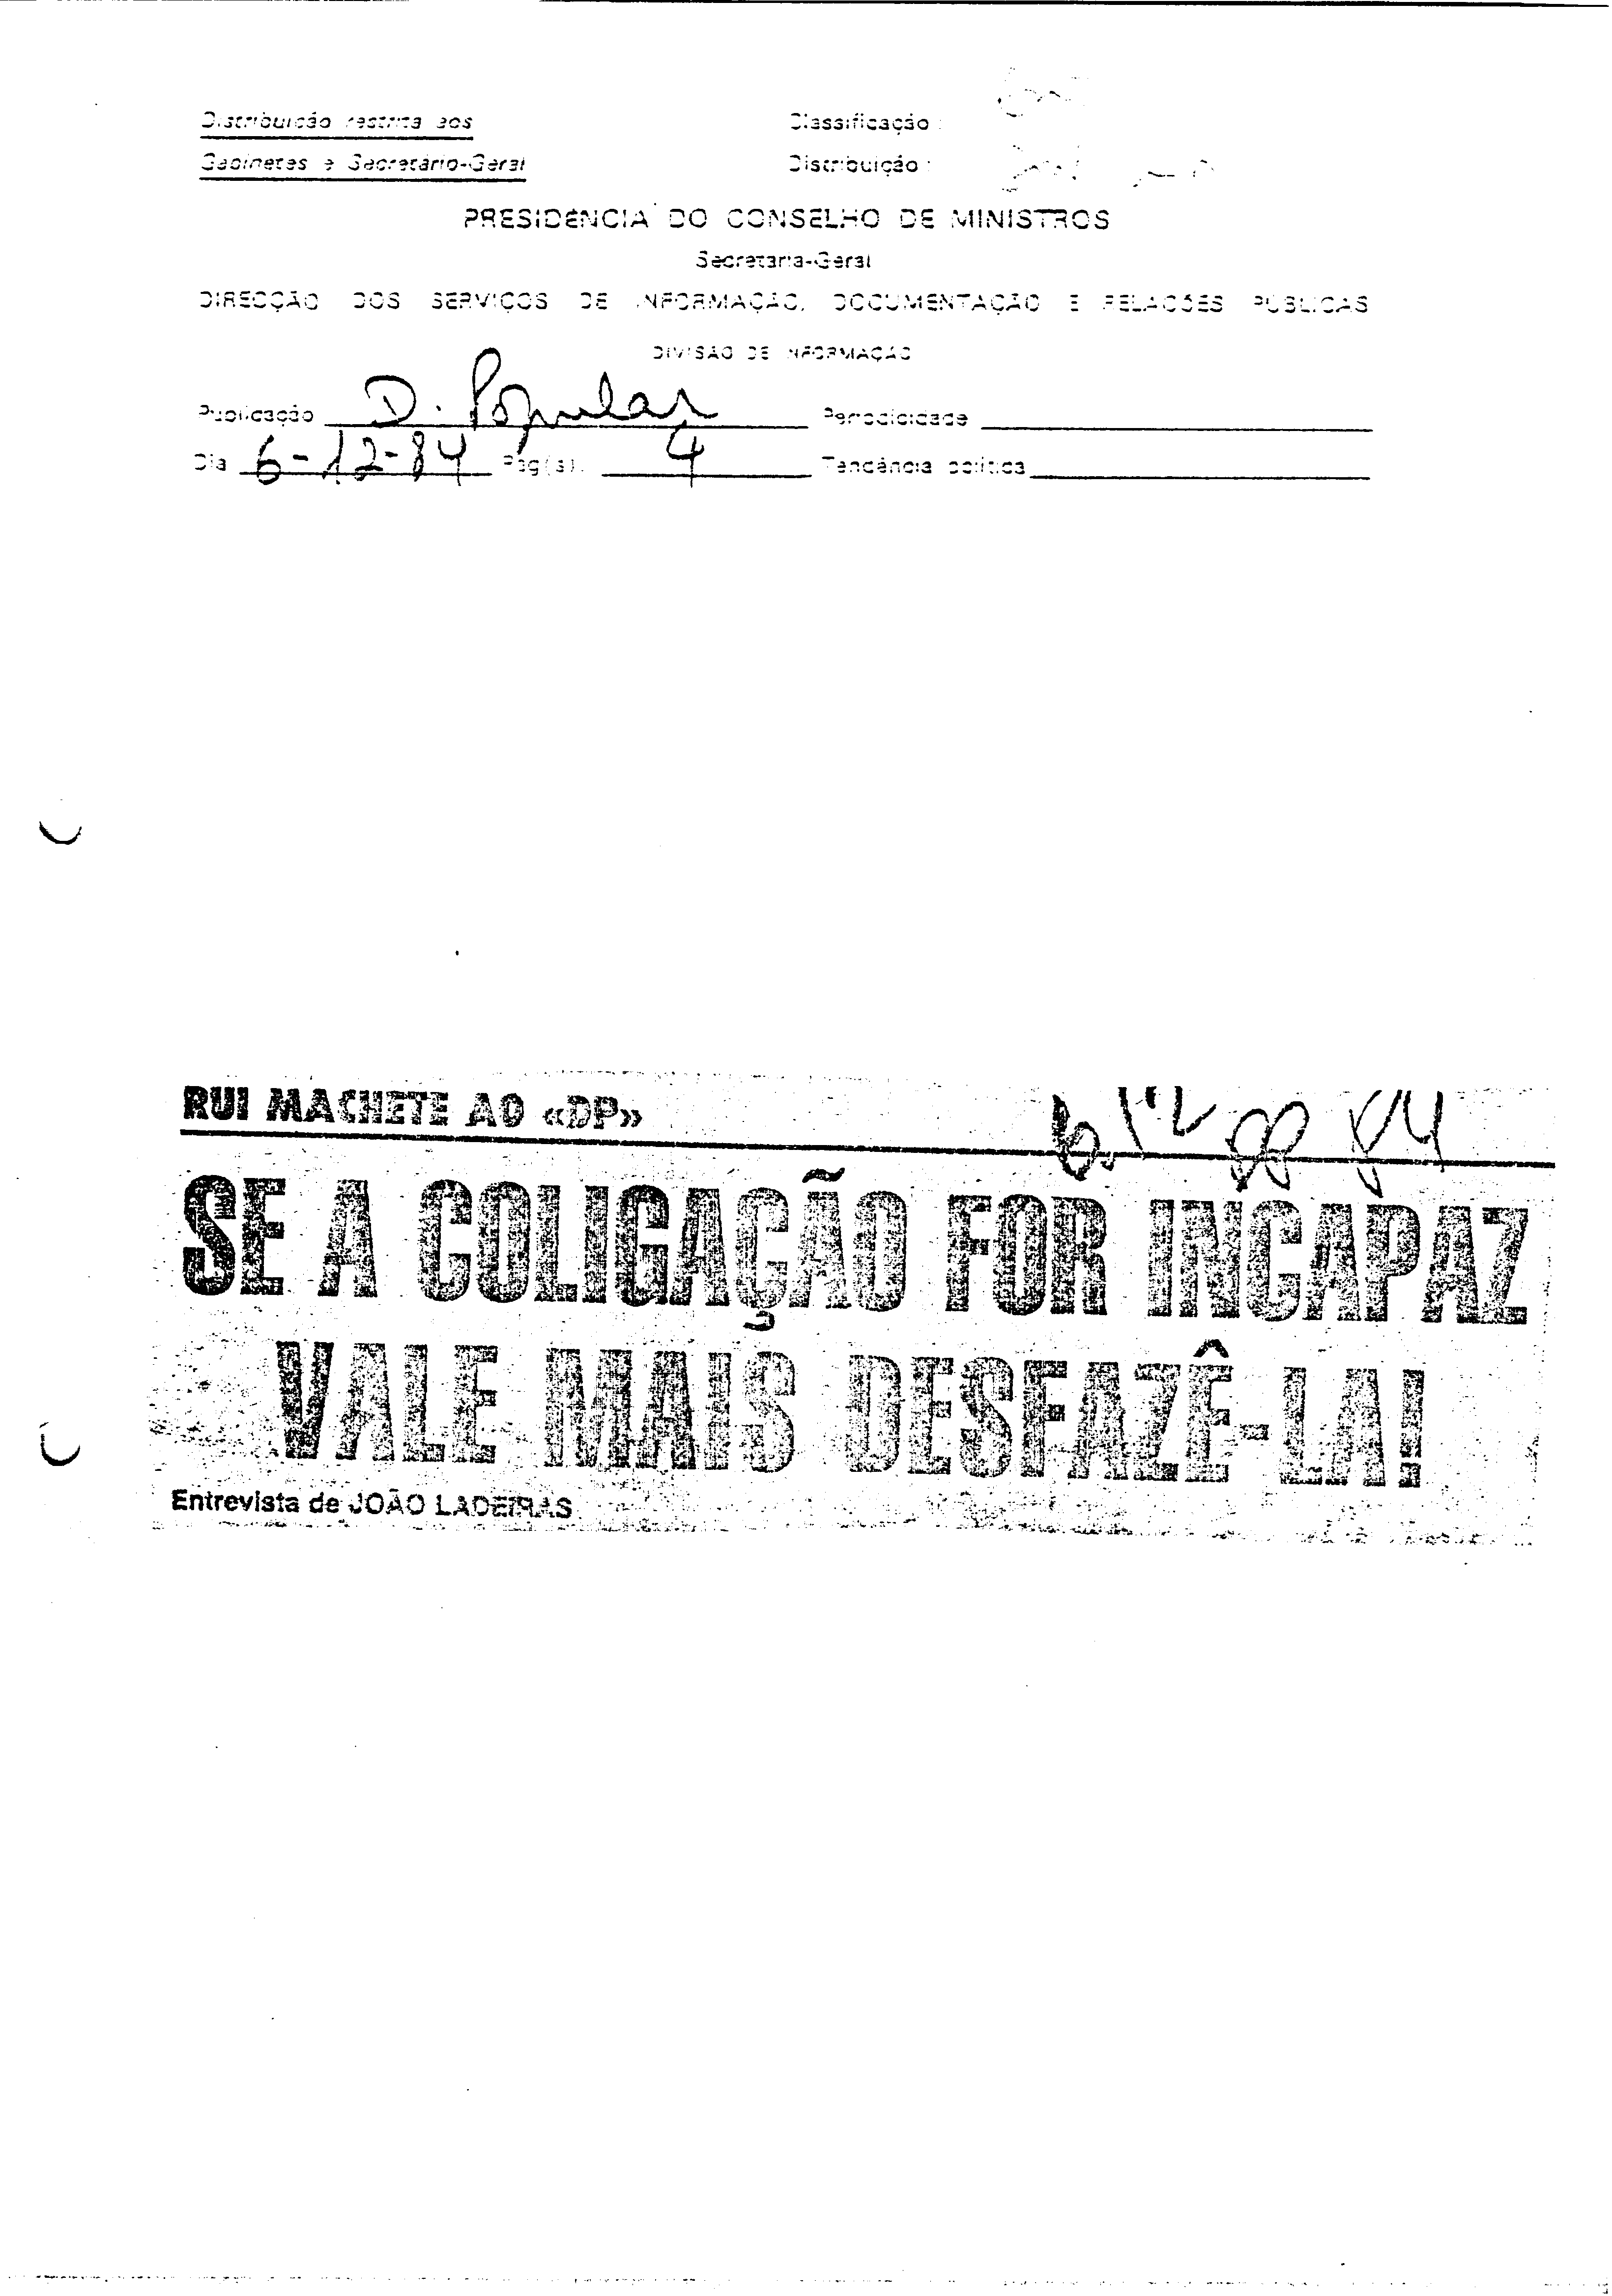 Distribuição restrita aos
Gabinetes e Secretário-Geral
Classificação :
Distribuição :
PRESIDÊNCIA DO CONSELHO DE MINISTROS
Secretaria-Geral
DIRECÇÃO DOS SERVIÇOS DE INFORMAÇÃO, DOCUMENTAÇÃO E RELAÇÕES PÚBLICAS
DIVISÃO DE INFORMAÇÃO
Publicação D. Popular Periodicidade
Dia 6-12-84 Pág(s). 4 Tendência política
RUI MACHETE AO «DP»
SE A COLIGAÇÃO FOR INCAPAZ
VALE MAIS DESFAZÊ-LA!
Entrevista de JOÃO LADEIRAS